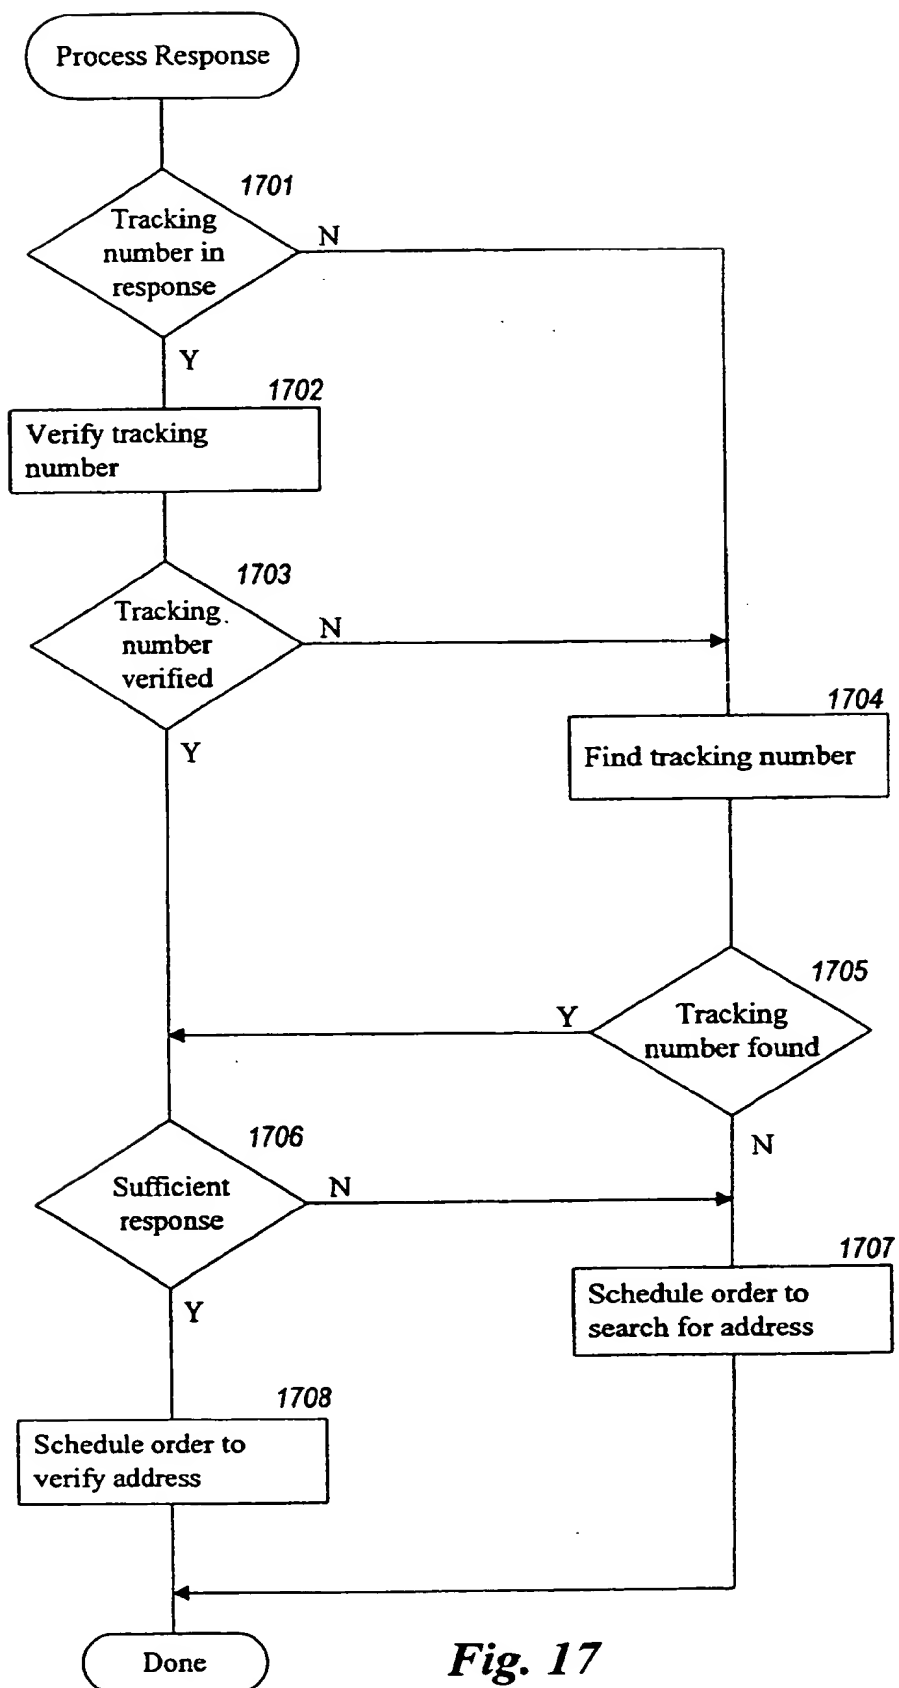 Process Response
1701
Tracking
number in
response
N
Y
1702
Verify tracking
number
1703
Tracking
number
verified
N
Y
1704
Find tracking number
1705
Tracking
number found
Y
N
1706
Sufficient
response
N
Y
1707
Schedule order to
search for address
1708
Schedule order to
verify address
Done
Fig. 17